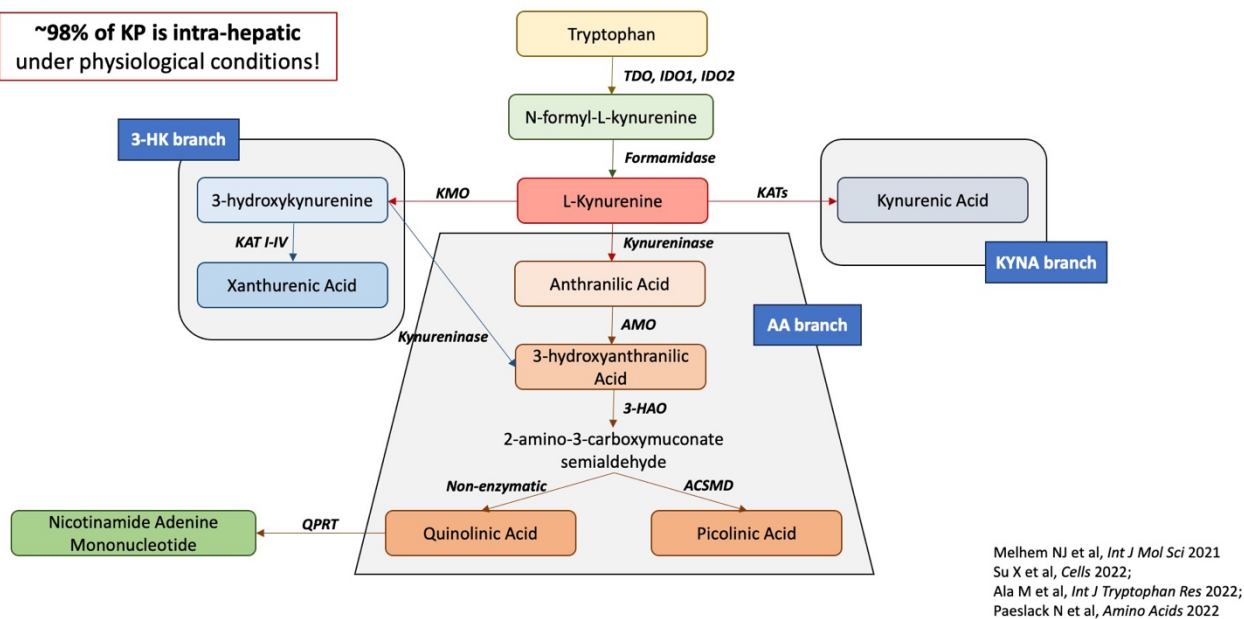 ~98% of KP is intra-hepatic
under physiological conditions!
Tryptophan
TDO, IDO1, IDO2
N-formyl-L-kynurenine
Formamidase
3-HK branch
3-hydroxykynurenine
KMO
L-Kynurenine
KATs
Kynurenic Acid
KYNA branch
KAT I-IV
Xanthurenic Acid
Kynureninase
Anthranilic Acid
AA branch
AMO
Kynureninase
3-hydroxyanthranilic
Acid
3-HAO
2-amino-3-carboxymuconate
semialdehyde
Non-enzymatic
ACSMD
Nicotinamide Adenine
Mononucleotide
QPRT
Quinolinic Acid
Picolinic Acid
Melhem NJ et al, Int J Mol Sci 2021
Su X et al, Cells 2022;
Ala M et al, Int J Tryptophan Res 2022;
Paeslack N et al, Amino Acids 2022